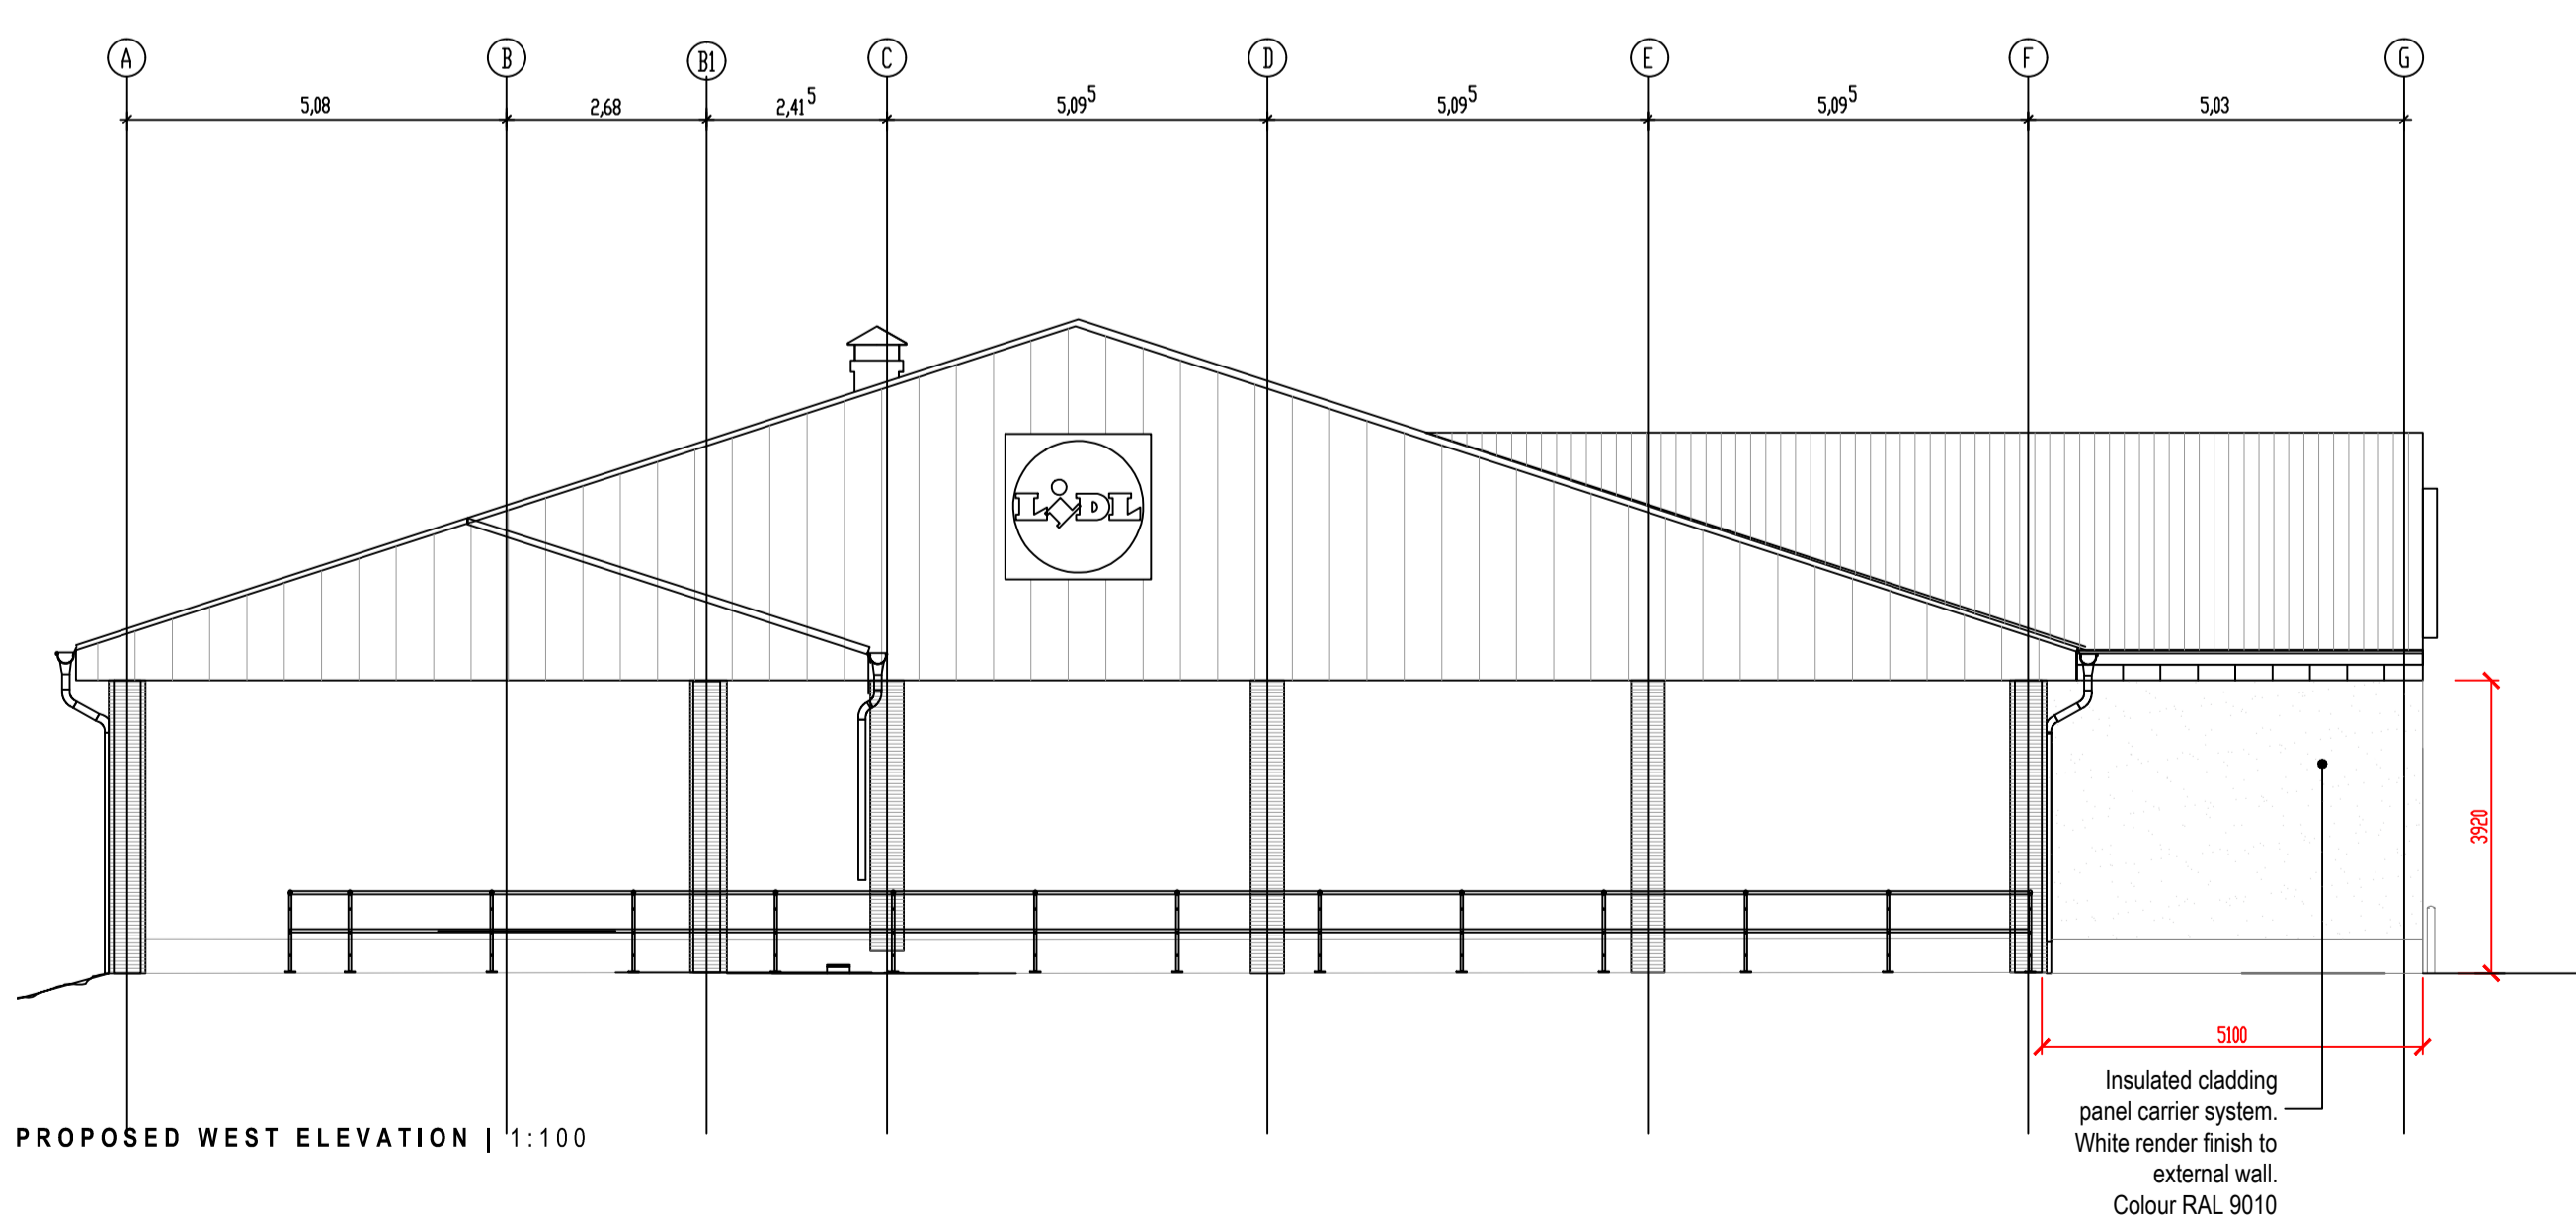 A B B1 C D E F G
5,08 2,68 2,41⁵ 5,09⁵ 5,09⁵ 5,09⁵ 5,03
LiDL
3920
5100
Insulated cladding
panel carrier system.
White render finish to
external wall.
Colour RAL 9010
PROPOSED WEST ELEVATION | 1:100